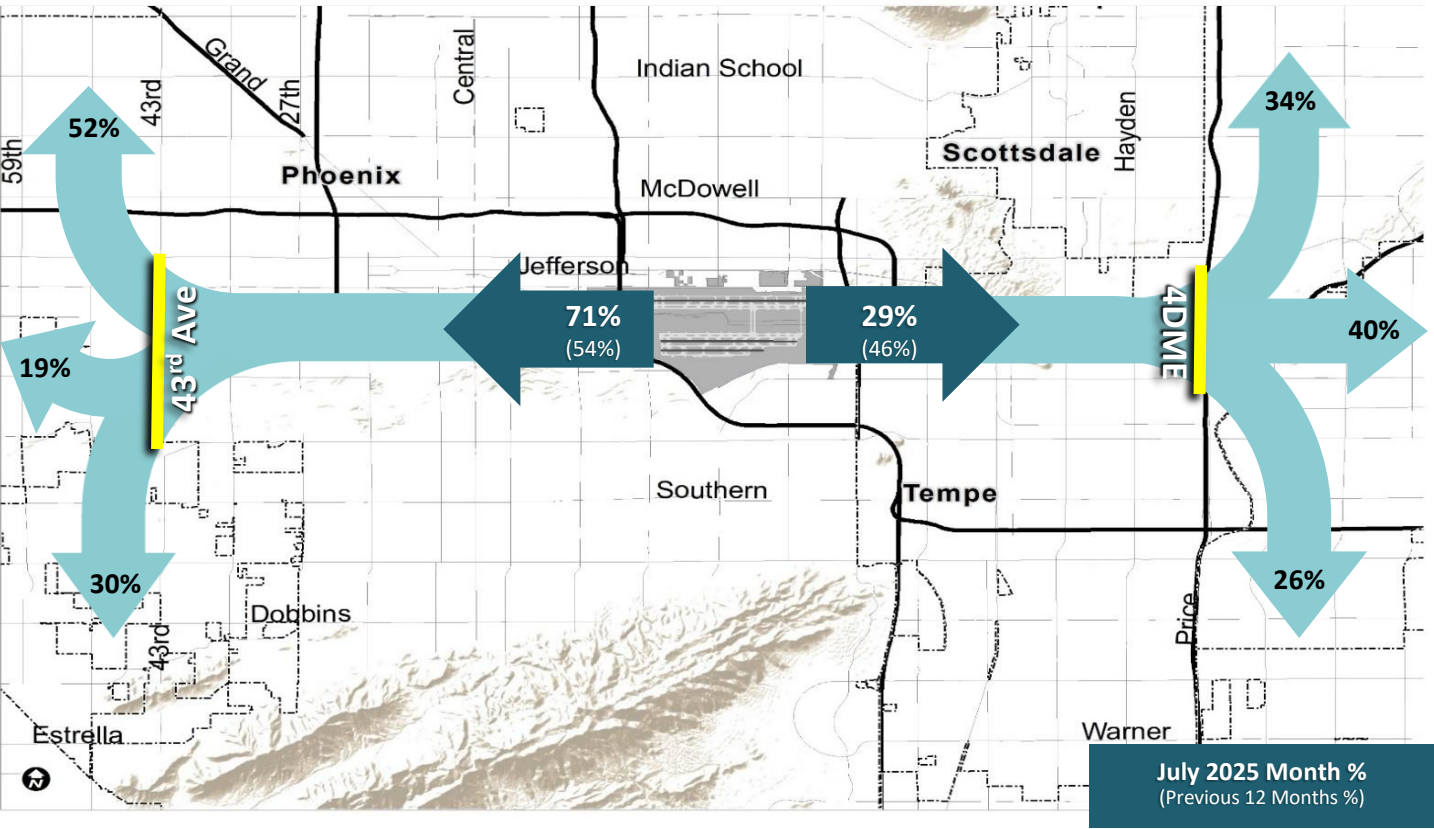 Grand
43rd
27th
Central
Indian School
Hayden
34%
52%
59th
Phoenix
Scottsdale
McDowell
Jefferson
43rd Ave
71%
(54%)
29%
(46%)
4DME
40%
19%
Southern
Tempe
30%
26%
Dobbins
43rd
Price
Estrella
Warner
N
July 2025 Month %
(Previous 12 Months %)